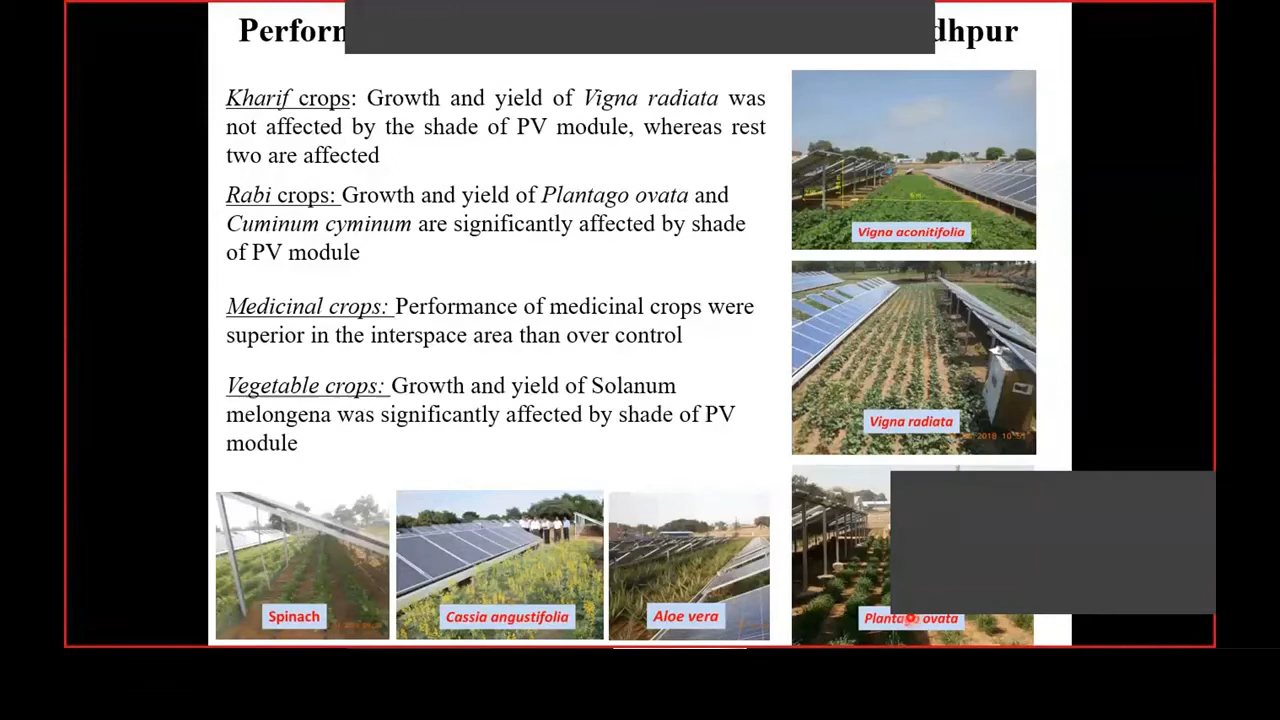 Perforn dhpur
Kharif crops: Growth and yield of Vigna radiata was
not affected by the shade of PV module, whereas rest
two are affected
Rabi crops: Growth and yield of Plantago ovata and
Cuminum cyminum are significantly affected by shade
of PV module
Medicinal crops: Performance of medicinal crops were
superior in the interspace area than over control
Vegetable crops: Growth and yield of Solanum
melongena was significantly affected by shade of PV
module
Vigna aconitifolia
Vigna radiata
Spinach
Cassia angustifolia
Aloe vera
ovata